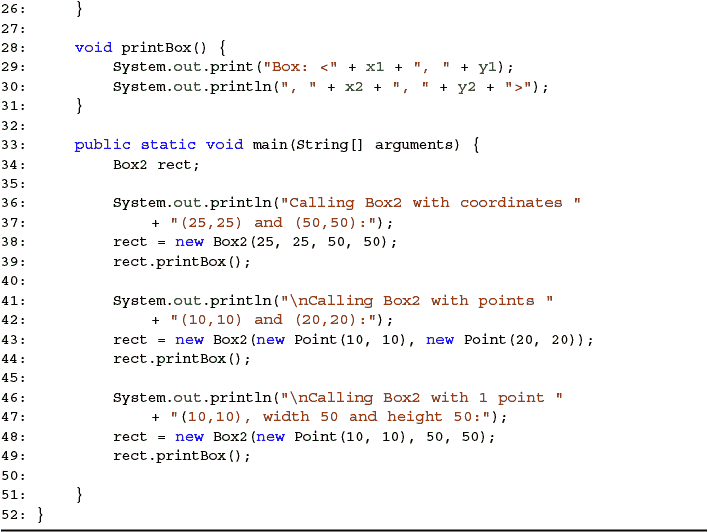 26:     }
27:
28:     void printBox() {
29:         System.out.print("Box: <" + x1 + ", " + y1);
30:         System.out.println(", " + x2 + ", " + y2 + ">");
31:     }
32:
33:     public static void main(String[] arguments) {
34:         Box2 rect;
35:
36:         System.out.println("Calling Box2 with coordinates "
37:             + "(25,25) and (50,50):");
38:         rect = new Box2(25, 25, 50, 50);
39:         rect.printBox();
40:
41:         System.out.println("\nCalling Box2 with points "
42:             + "(10,10) and (20,20):");
43:         rect = new Box2(new Point(10, 10), new Point(20, 20));
44:         rect.printBox();
45:
46:         System.out.println("\nCalling Box2 with 1 point "
47:             + "(10,10), width 50 and height 50:");
48:         rect = new Box2(new Point(10, 10), 50, 50);
49:         rect.printBox();
50:
51:     }
52: }